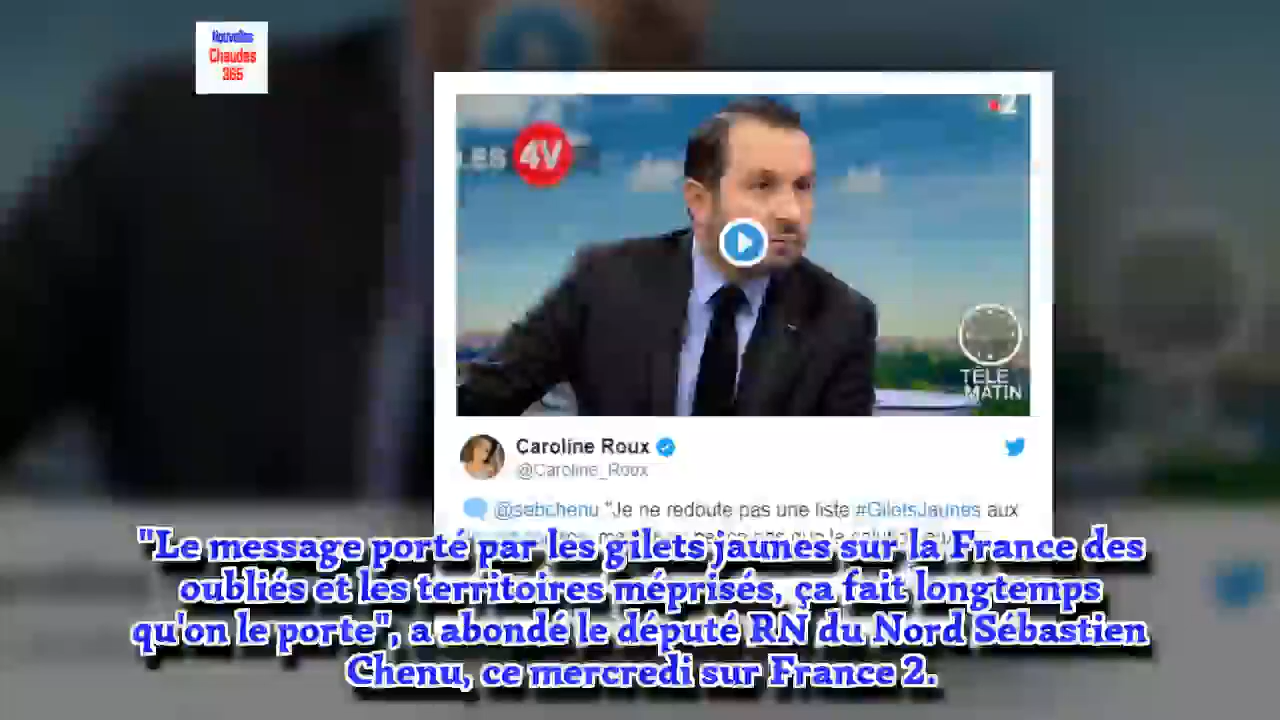 Nouvelles
Chaudes
365
2
LES 4V
TÉLÉ
MATIN
Caroline Roux
@Caroline_Roux
@sebchenu "Je ne redoute pas une liste #GiletsJaunes aux
"Le message porté par les gilets jaunes sur la France des
oubliés et les territoires méprisés, ça fait longtemps
qu'on le porte", a abondé le député RN du Nord Sébastien
Chenu, ce mercredi sur France 2.